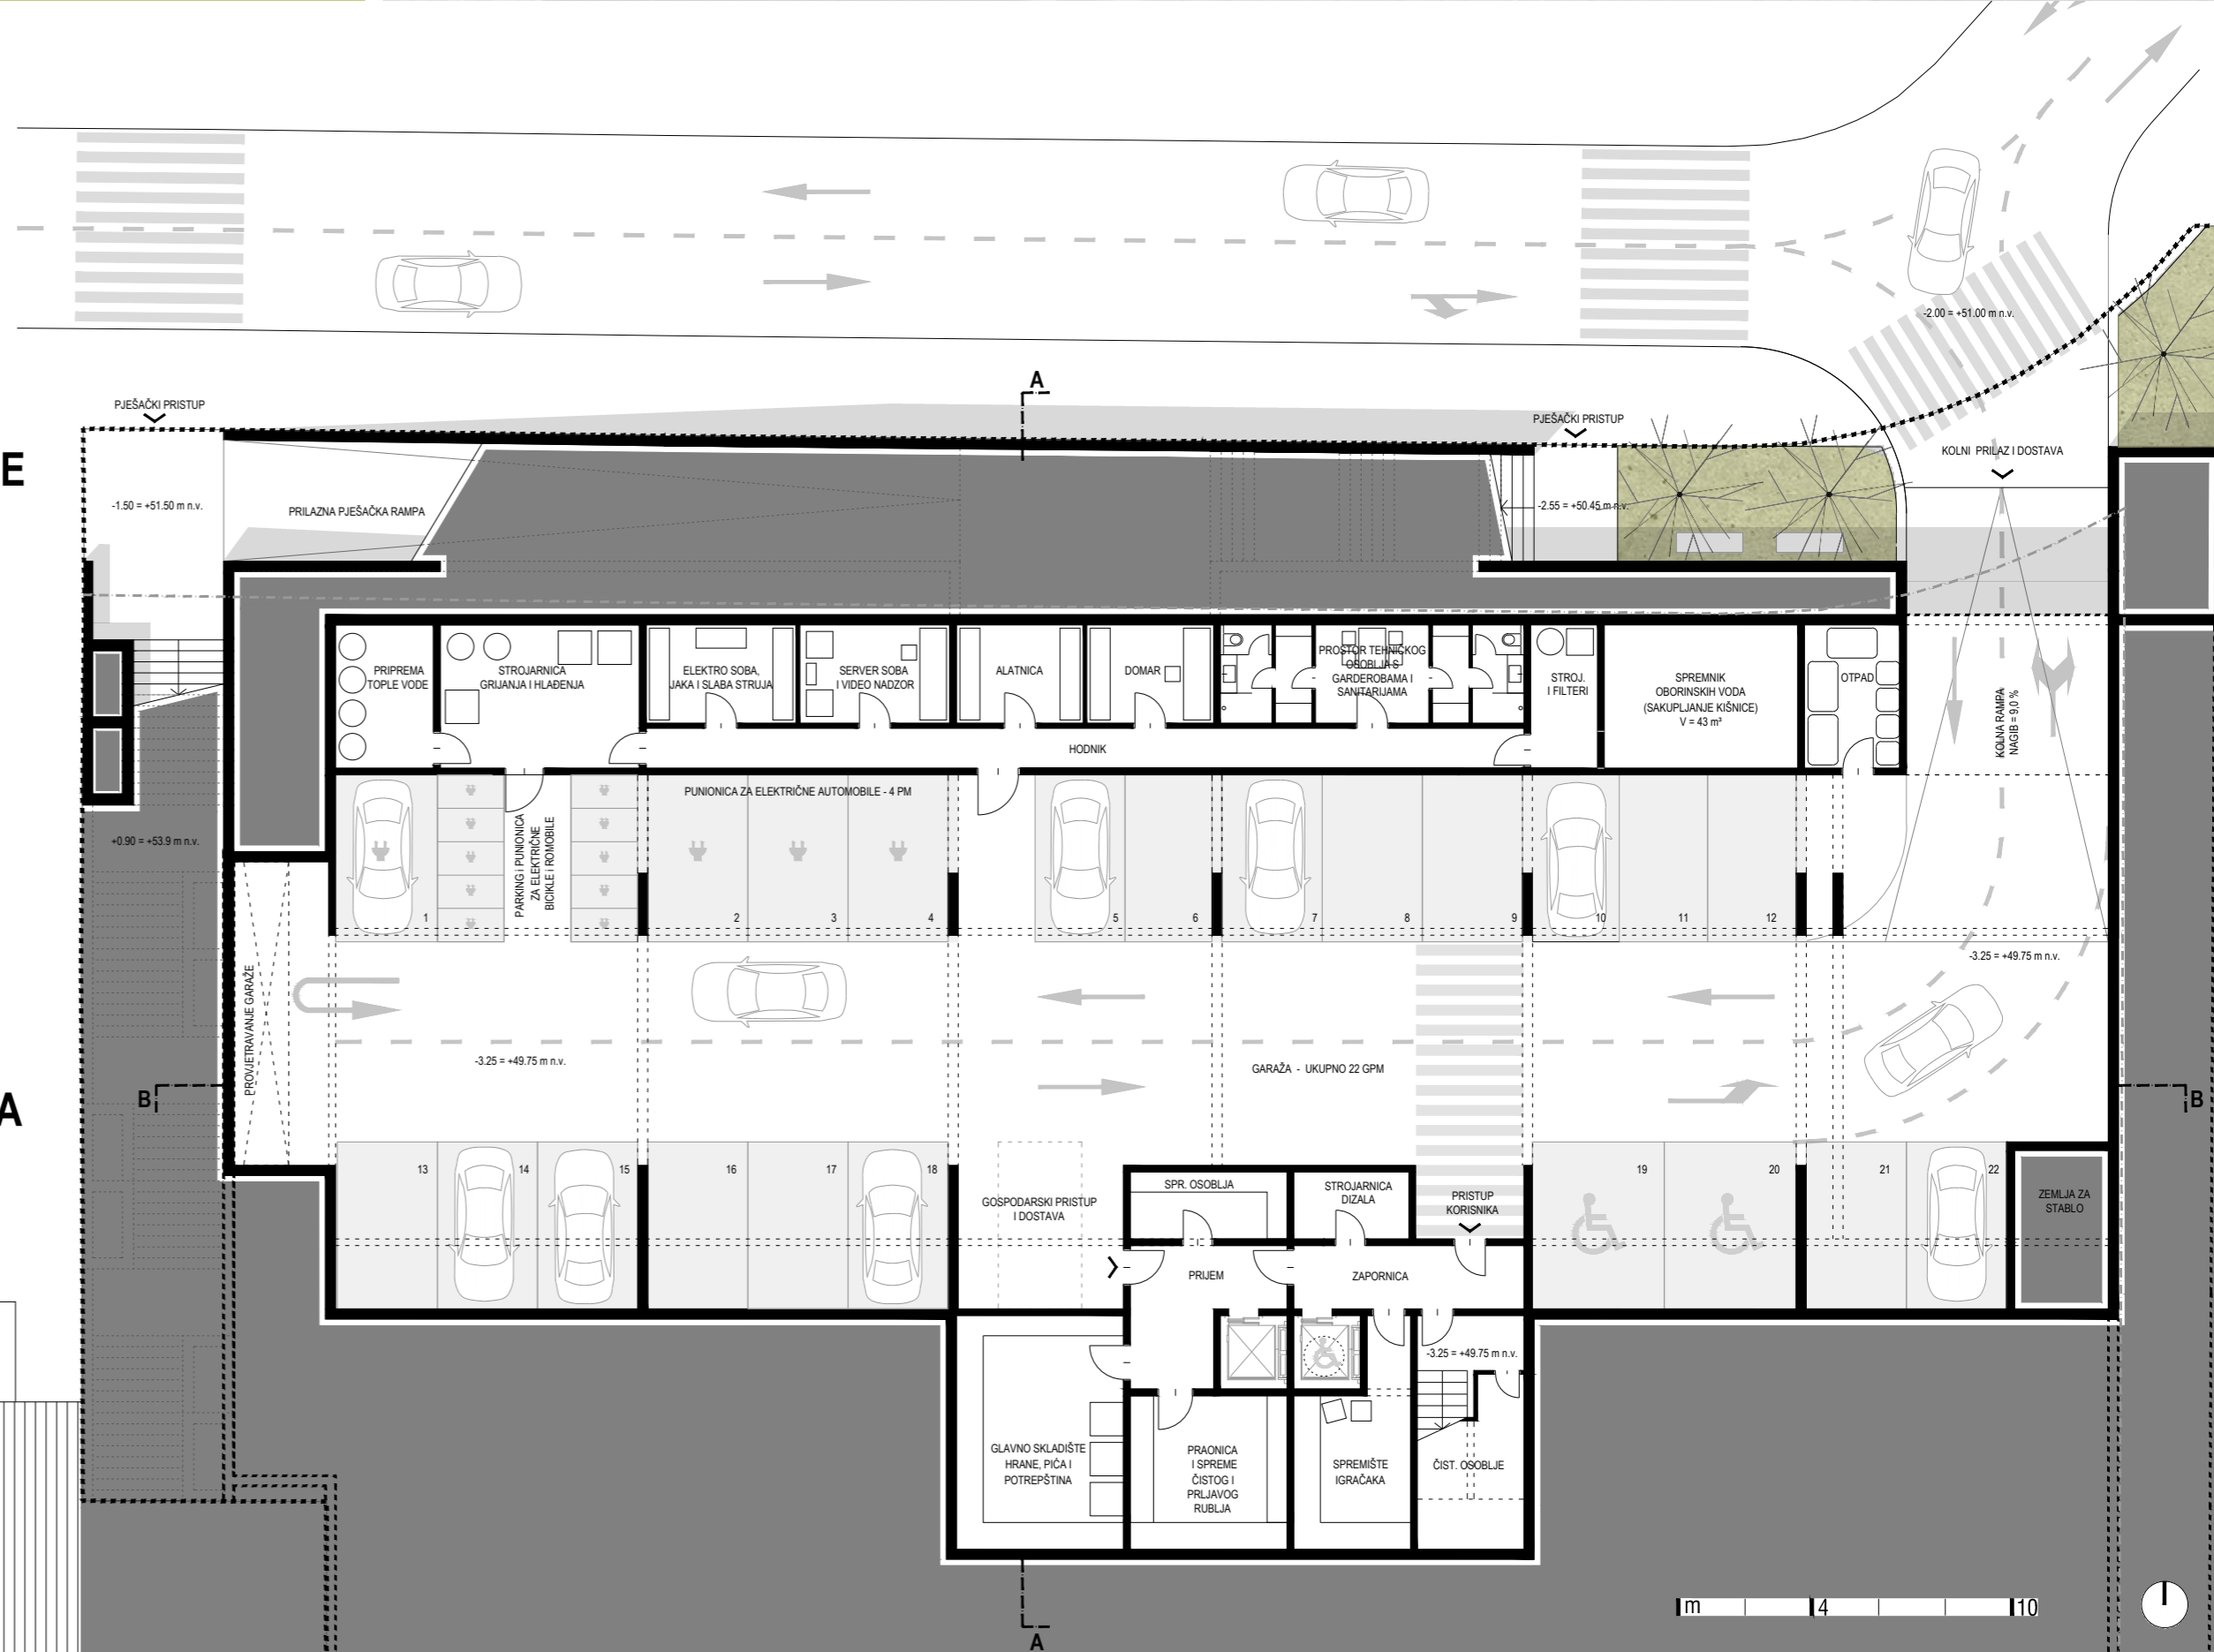 A
PJEŠAČKI PRISTUP
PJEŠAČKI PRISTUP
-2.00 = +51.00 m n.v.
KOLNI PRILAZ I DOSTAVA
E
-1.50 = +51.50 m n.v.
PRILAZNA PJEŠAČKA RAMPA
-2.55 = +50.45 m n.v.
PRIPREMA
TOPLE VODE
STROJARNICA
GRIJANJA I HLAĐENJA
ELEKTRO SOBA,
JAKA I SLABA STRUJA
SERVER SOBA
I VIDEO NADZOR
ALATNICA
DOMAR
PROSTOR TEHNIČKOG
OSOBLJA S
GARDEROBAMA I
SANITARIJAMA
STROJ.
I FILTERI
SPREMNIK
OBORINSKIH VODA
(SAKUPLJANJE KIŠNICE)
V = 43 m³
OTPAD
KOLNA RAMPA
NAGIB = 9,0 %
HODNIK
PUNIONICA ZA ELEKTRIČNE AUTOMOBILE - 4 PM
PARKING i PUNIONICA
ZA ELEKTRIČNE
BICIKLE i ROMOBILE
+0.90 = +53.9 m n.v.
1
2
3
4
5
6
7
8
9
10
11
12
-3.25 = +49.75 m n.v.
PROVJETRAVANJE GARAŽE
-3.25 = +49.75 m n.v.
GARAŽA - UKUPNO 22 GPM
A
B
B
13
14
15
16
17
18
19
20
21
22
GOSPODARSKI PRISTUP
I DOSTAVA
SPR. OSOBLJA
STROJARNICA
DIZALA
PRISTUP
KORISNIKA
ZEMLJA ZA
STABLO
PRIJEM
ZAPORNICA
-3.25 = +49.75 m n.v.
GLAVNO SKLADIŠTE
HRANE, PIĆA I
POTREPŠTINA
PRAONICA
I SPREME
ČISTOG I
PRLJAVOG
RUBLJA
SPREMIŠTE
IGRAČAKA
ČIST. OSOBLJE
m 4 10
A